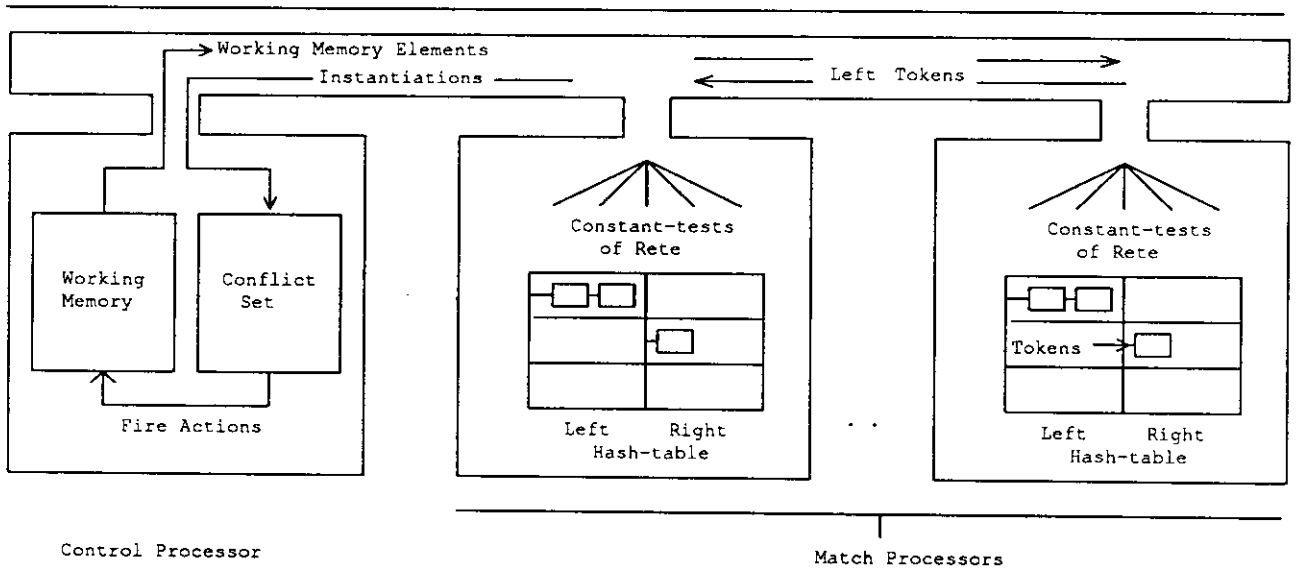 Working Memory Elements
Instantiations
Left Tokens
Working
Memory
Conflict
Set
Fire Actions
Constant-tests
of Rete
Left Right
Hash-table
. .
Constant-tests
of Rete
Tokens
Left Right
Hash-table
Control Processor
Match Processors